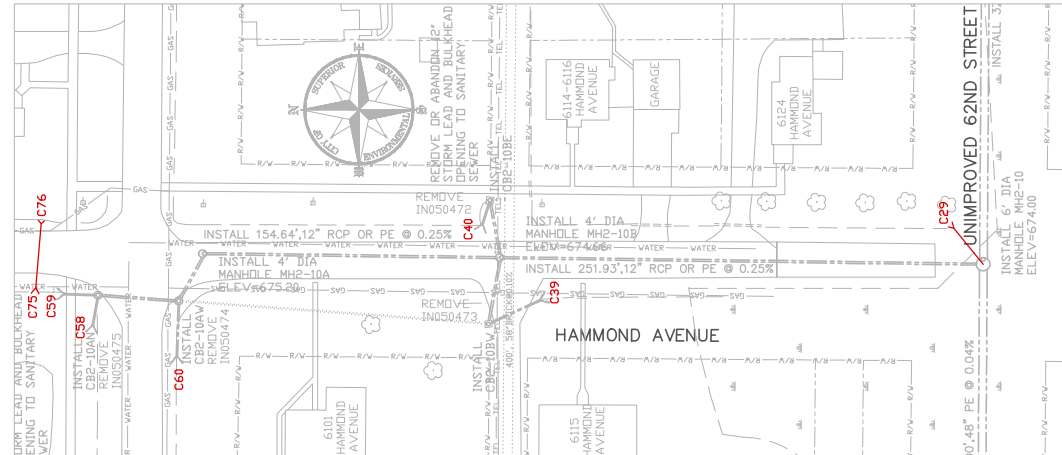 REMOVE OR ABANDON 12"
STORM LEAD AND BULKHEAD
OPENING TO SANITARY
SEWER
SUPERIOR
SERVICES
ENVIRONMENTAL
CITY OF
INSTALL
CB2-10BE
6114-6116
HAMMOND
AVENUE
GARAGE
6124
HAMMOND
AVENUE
UNIMPROVED 62ND STREET
INSTALL 3
INSTALL 6' DIA
MANHOLE MH2-10
ELEV=674.00
C76
REMOVE
IN050472
C40
INSTALL 4' DIA
MANHOLE MH2-10B
ELEV=674.66
C29
INSTALL 154.64',12" RCP OR PE @ 0.25%
INSTALL 4' DIA
MANHOLE MH2-10A
ELEV=675.20
INSTALL 251.93',12" RCP OR PE @ 0.25%
C75
C59
C58
C60
C39
REMOVE
IN050473
HAMMOND AVENUE
INSTALL
CB2-10AN
REMOVE
IN050475
INSTALL
CB2-10AW
REMOVE
IN050474
INSTALL
CB2-10BW
ORM LEAD AND BULKHEAD
ENING TO SANITARY
WER
6101
HAMMOND
AVENUE
6115
HAMMOND
AVENUE
00',48" PE @ 0.04%
GAS
WATER
TEL
R/W